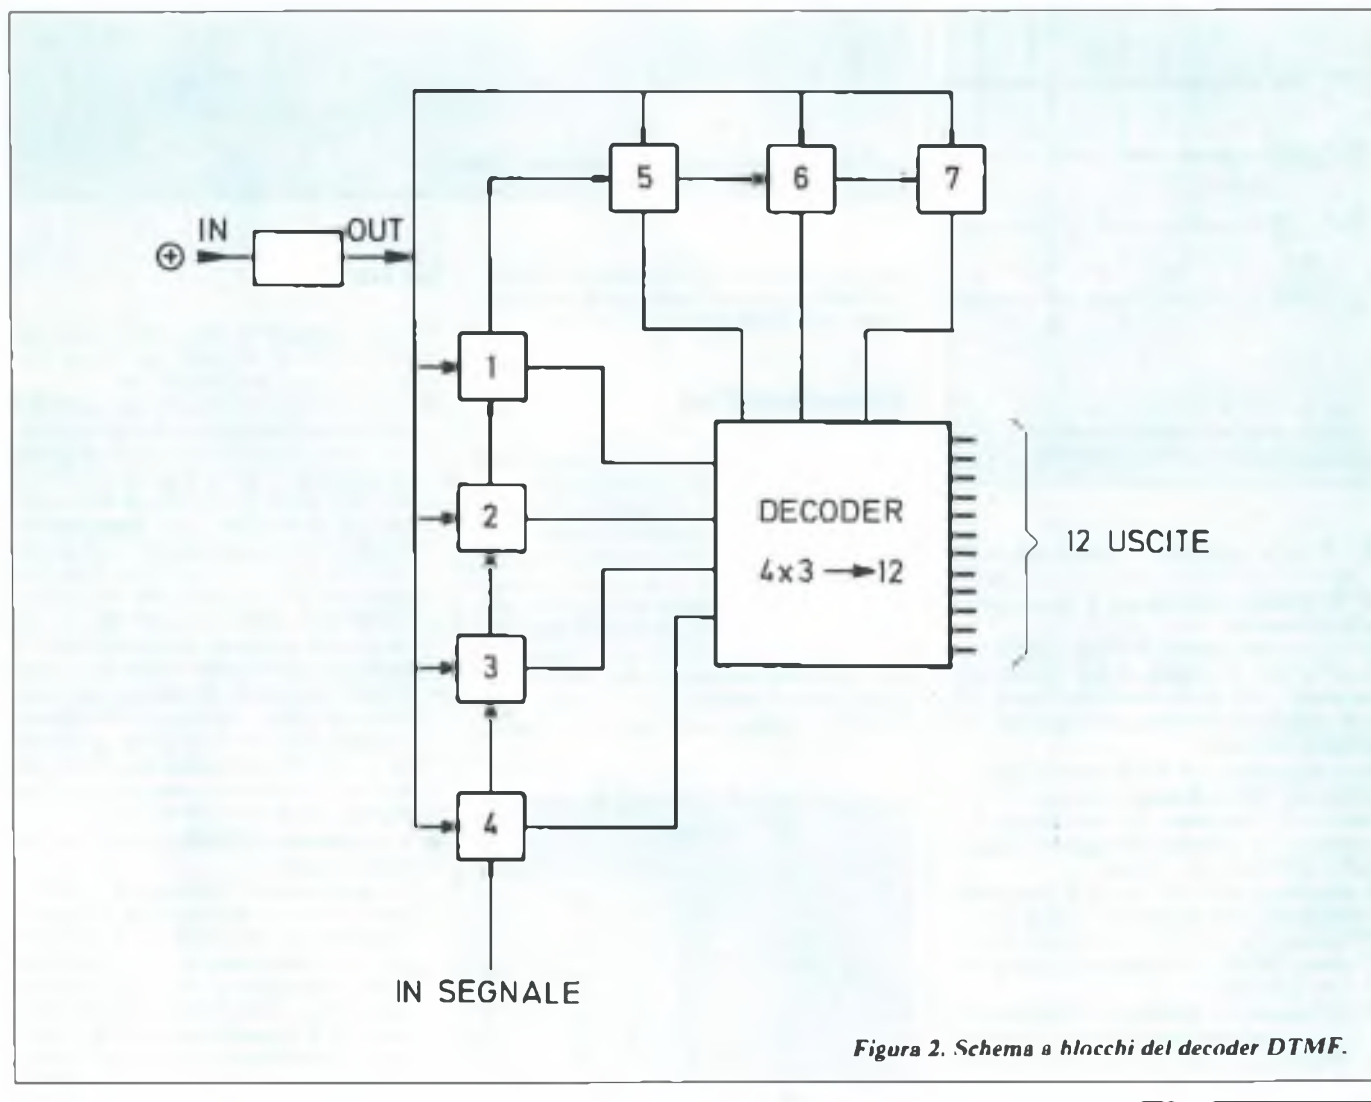 5
6
7
IN
OUT
+
1
2
DECODER
4x3 → 12
12 USCITE
3
4
IN SEGNALE
Figura 2. Schema a blocchi del decoder DTMF.